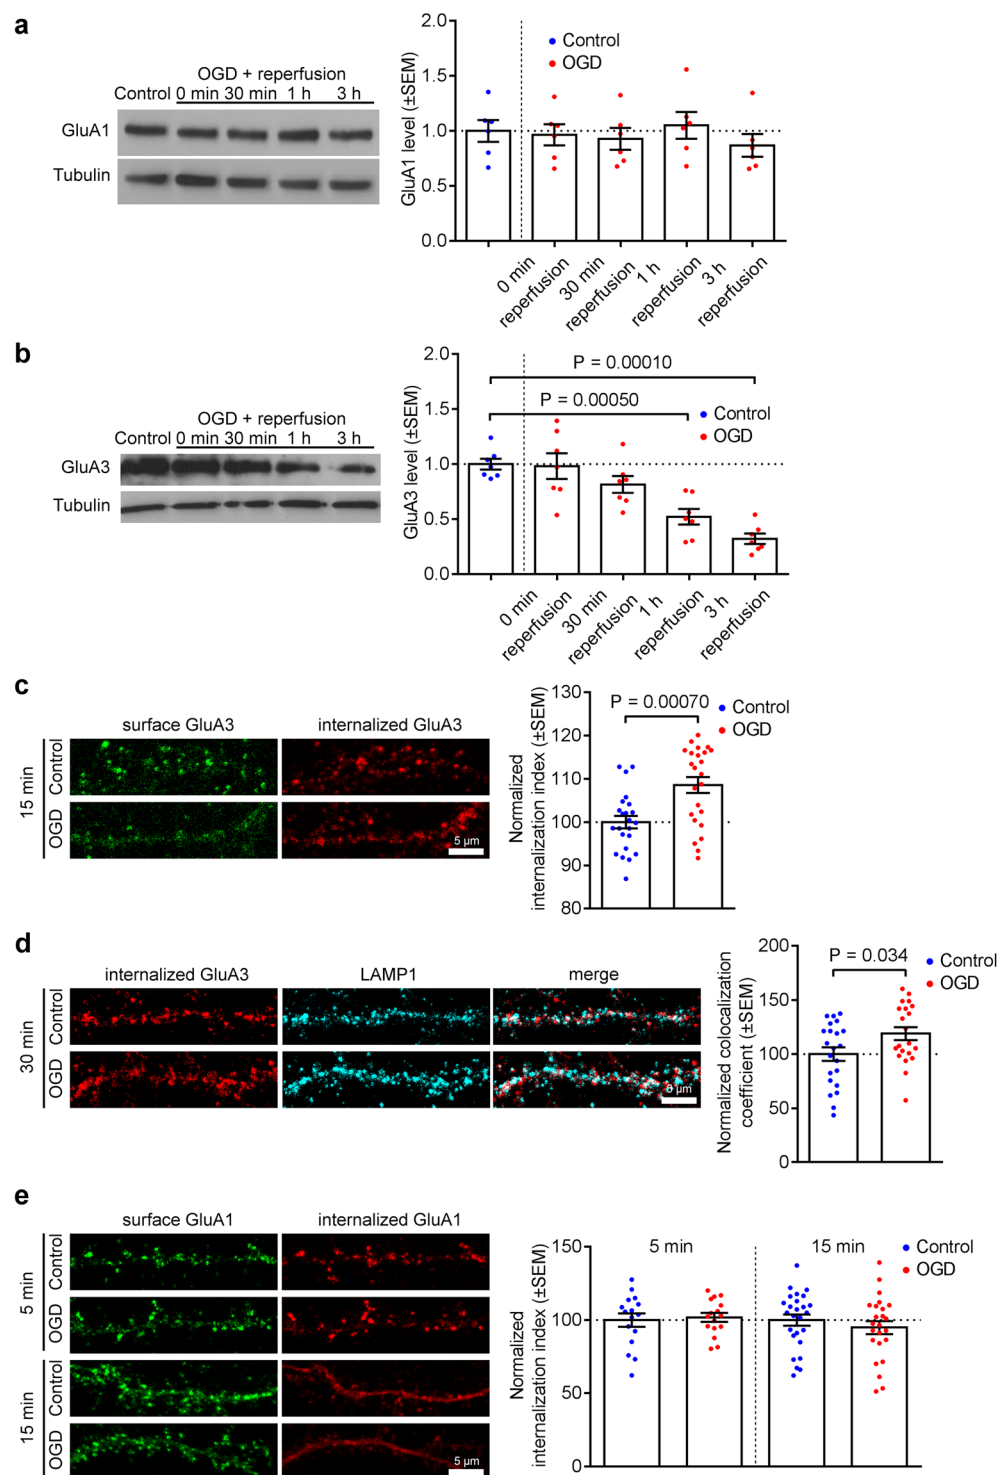 a
OGD + reperfusion
Control 0 min 30 min 1 h 3 h
GluA1
Tubulin
GluA1 level (±SEM)
2.0
1.5
1.0
0.5
0.0
Control
OGD
0 min
reperfusion
30 min
reperfusion
1 h
reperfusion
3 h
reperfusion
b
OGD + reperfusion
Control 0 min 30 min 1 h 3 h
GluA3
Tubulin
GluA3 level (±SEM)
2.0
1.5
1.0
0.5
0.0
P = 0.00010
P = 0.00050
Control
OGD
0 min
reperfusion
30 min
reperfusion
1 h
reperfusion
3 h
reperfusion
c
surface GluA3
internalized GluA3
15 min
Control
OGD
5 µm
Normalized
internalization index (±SEM)
130
120
110
100
90
80
P = 0.00070
Control
OGD
d
internalized GluA3
LAMP1
merge
30 min
Control
OGD
5 µm
Normalized colocalization
coefficient (±SEM)
200
150
100
50
0
P = 0.034
Control
OGD
e
surface GluA1
internalized GluA1
5 min
Control
OGD
15 min
Control
OGD
5 µm
Normalized
internalization index (±SEM)
150
100
50
0
5 min
15 min
Control
OGD